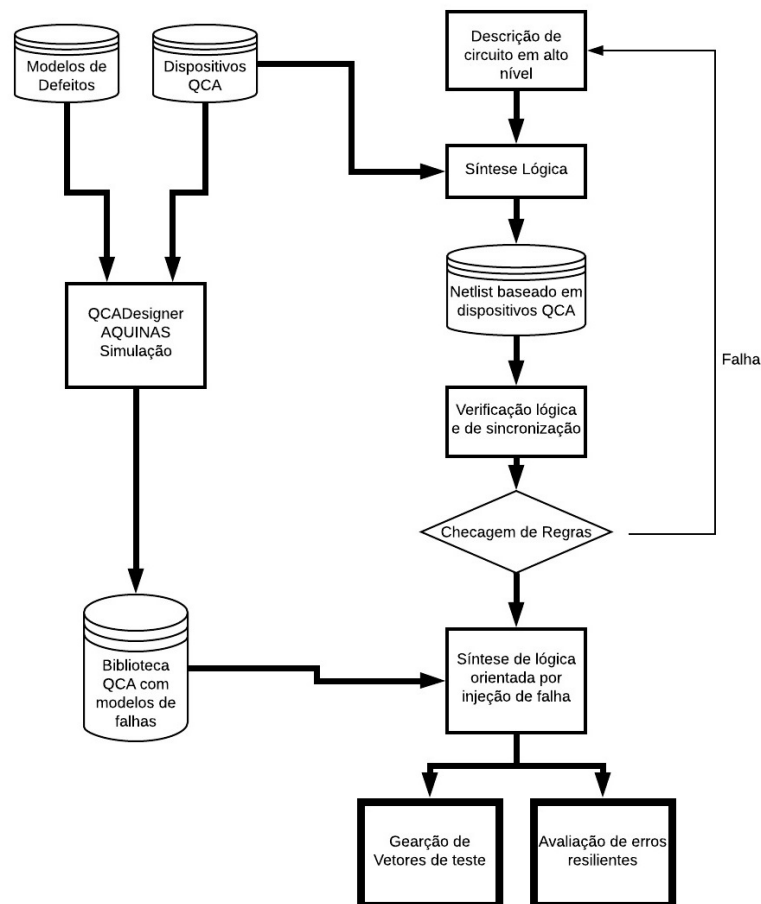 Modelos de
Defeitos
Dispositivos
QCA
Descrição de
circuito em alto
nível
Síntese Lógica
QCADesigner
AQUINAS
Simulação
Netlist baseado em
dispositivos QCA
Falha
Verificação lógica
e de sincronização
Checagem de Regras
Biblioteca
QCA com
modelos de
falhas
Síntese de lógica
orientada por
injeção de falha
Gearção de
Vetores de teste
Avaliação de erros
resilientes